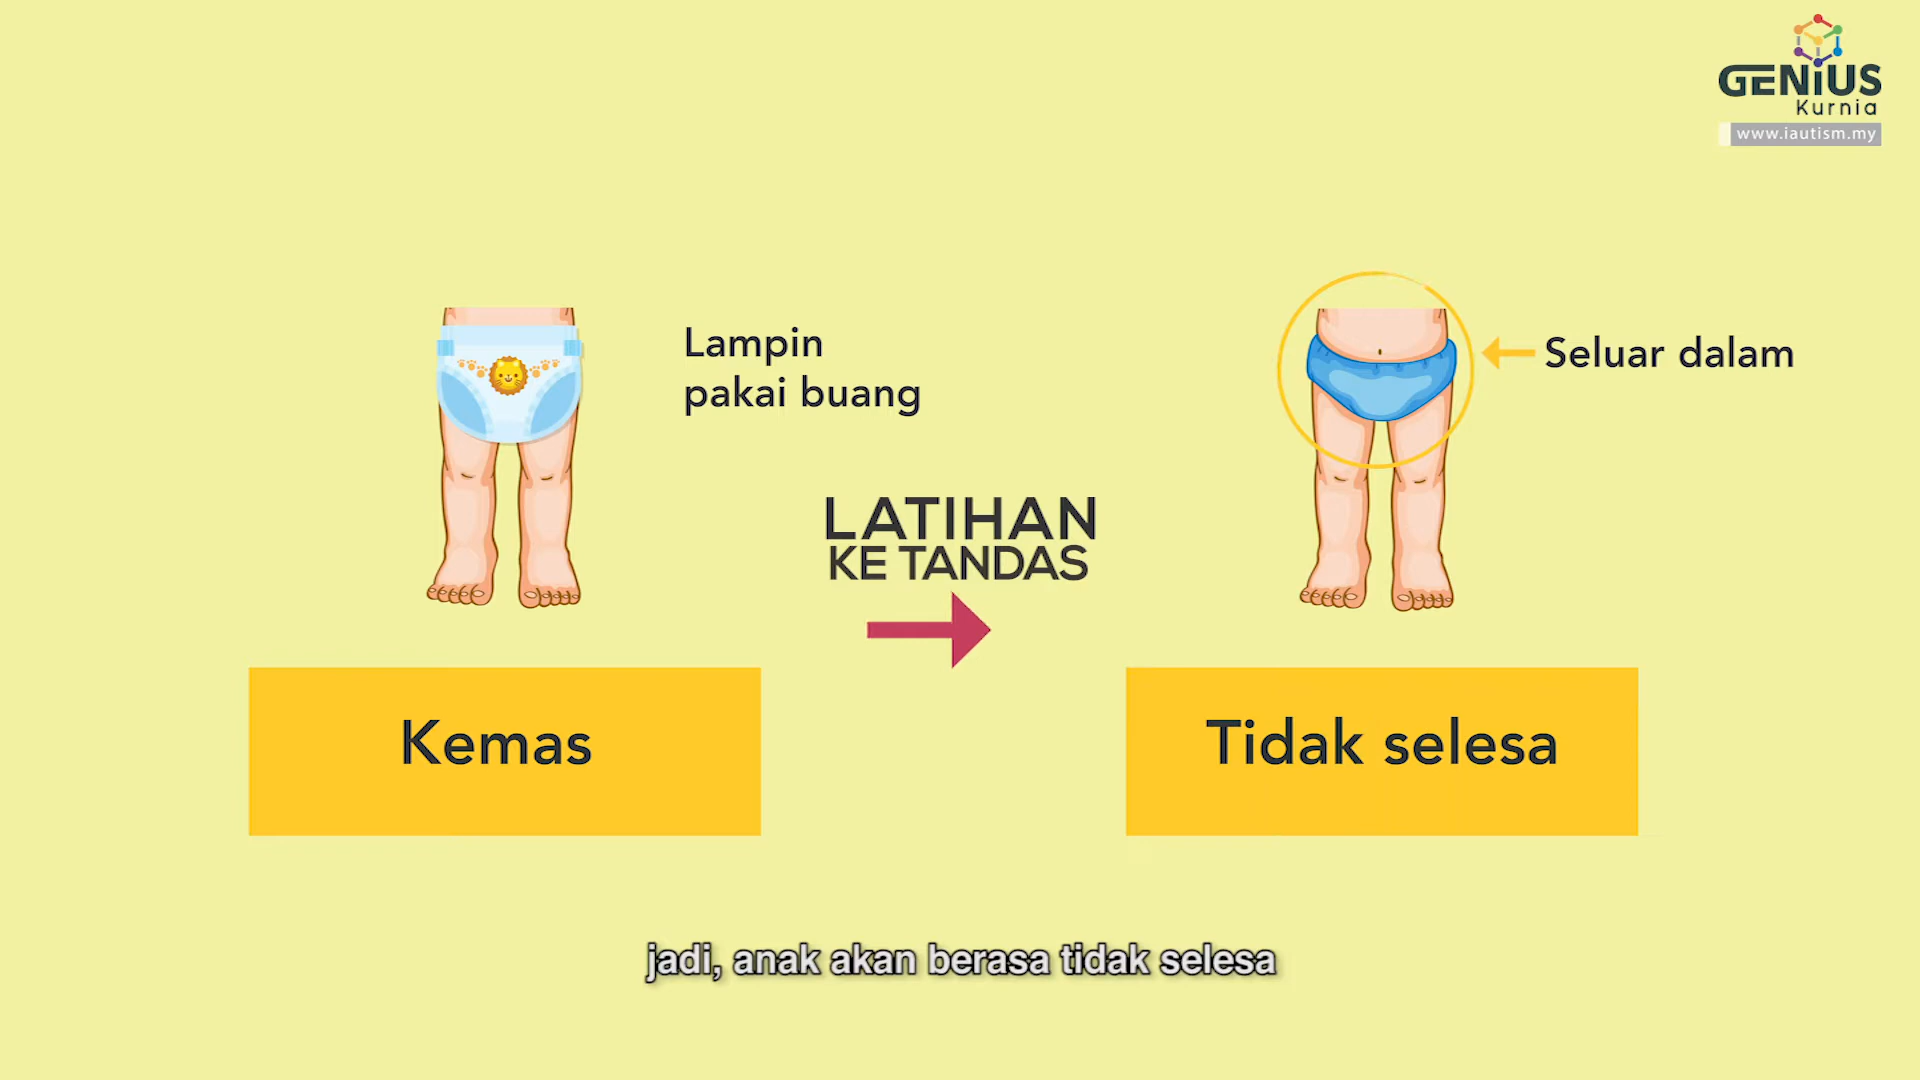 GENiUS
Kurnia
www.iautism.my
Lampin
pakai buang
Seluar dalam
LATIHAN
KE TANDAS
Kemas
Tidak selesa
jadi, anak akan berasa tidak selesa